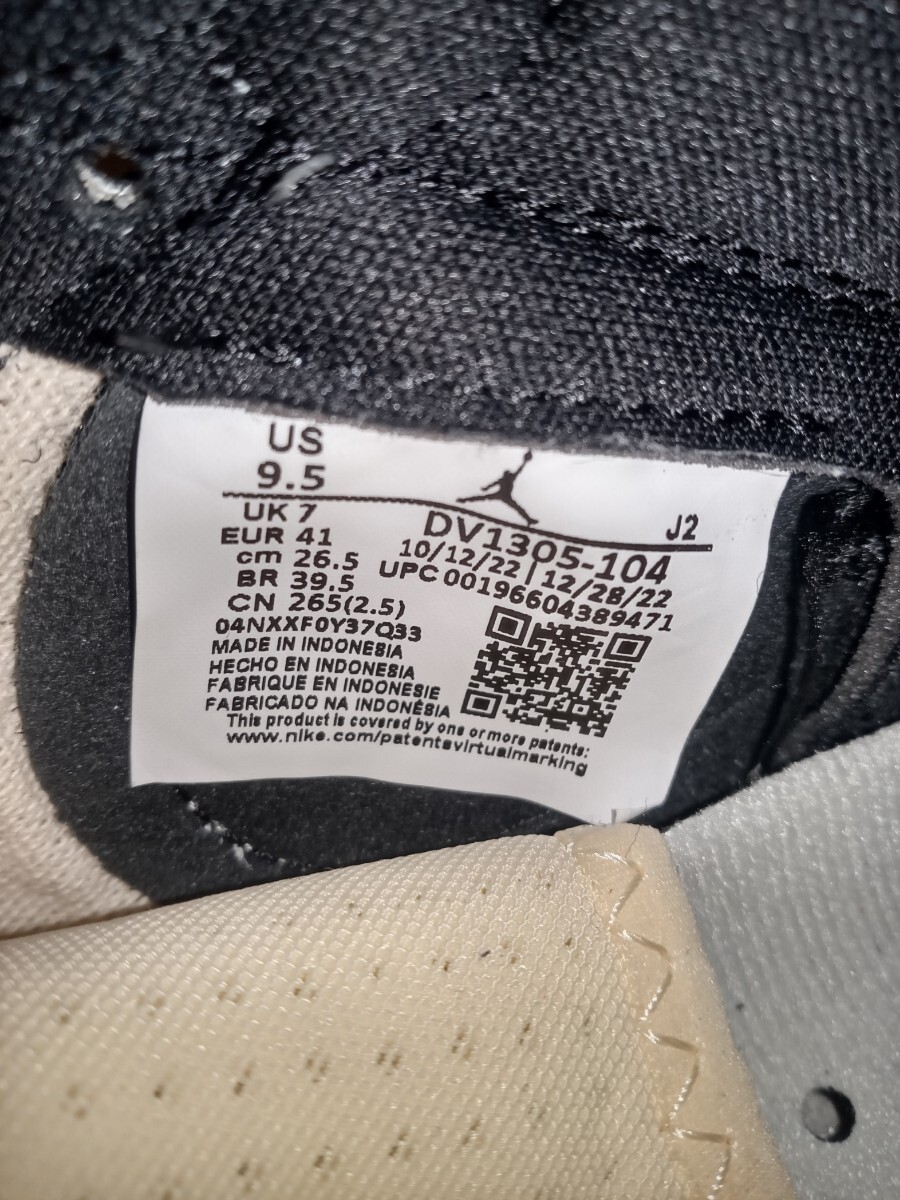 US
9.5
J2
UK 7
EUR 41
cm 26.5
BR 39.5
CN 265(2.5)
DV1305-104
10/12/22 | 12/28/22
UPC 00196604389471
04NXXF0Y37Q33
MADE IN INDONESIA
HECHO EN INDONESIA
FABRIQUE EN INDONESIE
FABRICADO NA INDONÉSIA
This product is covered by one or more patents:
www.nike.com/patentsvirtualmarking